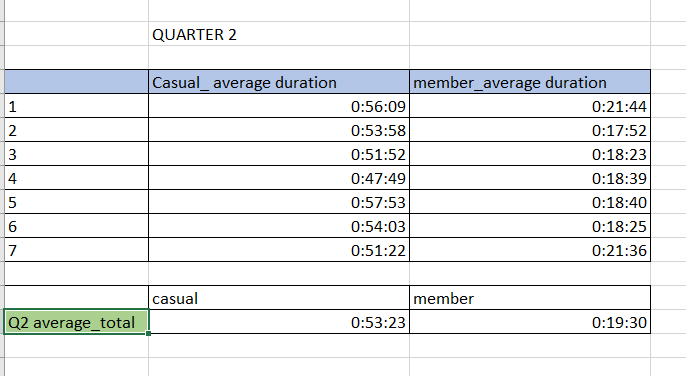 QUARTER 2
Casual_ average duration member_average duration
1 0:56:09 0:21:44
2 0:53:58 0:17:52
3 0:51:52 0:18:23
4 0:47:49 0:18:39
5 0:57:53 0:18:40
6 0:54:03 0:18:25
7 0:51:22 0:21:36
casual member
Q2 average_total 0:53:23 0:19:30